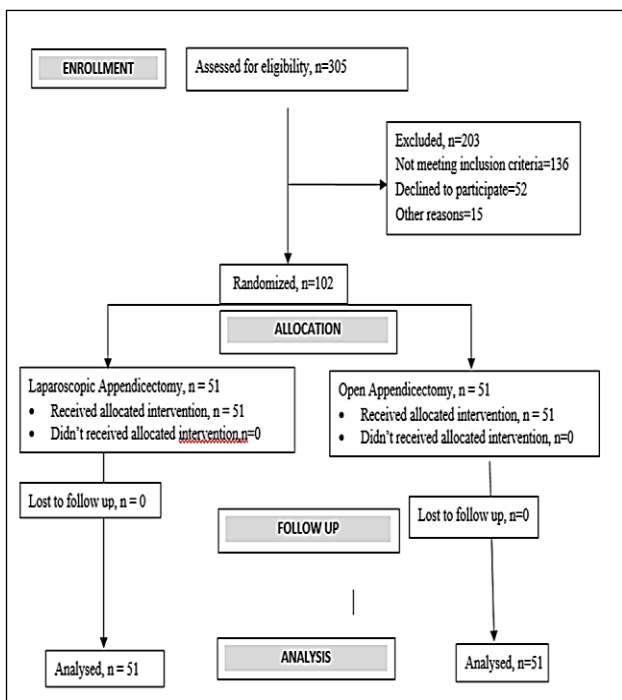 ENROLLMENT
Assessed for eligibility, n=305
Excluded, n=203
Not meeting inclusion criteria=136
Declined to participate=52
Other reasons=15
Randomized, n=102
ALLOCATION
Laparoscopic Appendicectomy, n = 51
• Received allocated intervention, n = 51
• Didn't received allocated intervention,n=0
Open Appendicectomy, n = 51
• Received allocated intervention, n = 51
• Didn't received allocated intervention, n=0
Lost to follow up, n = 0
Lost to follow up, n=0
FOLLOW UP
ANALYSIS
Analysed, n = 51
Analysed, n=51